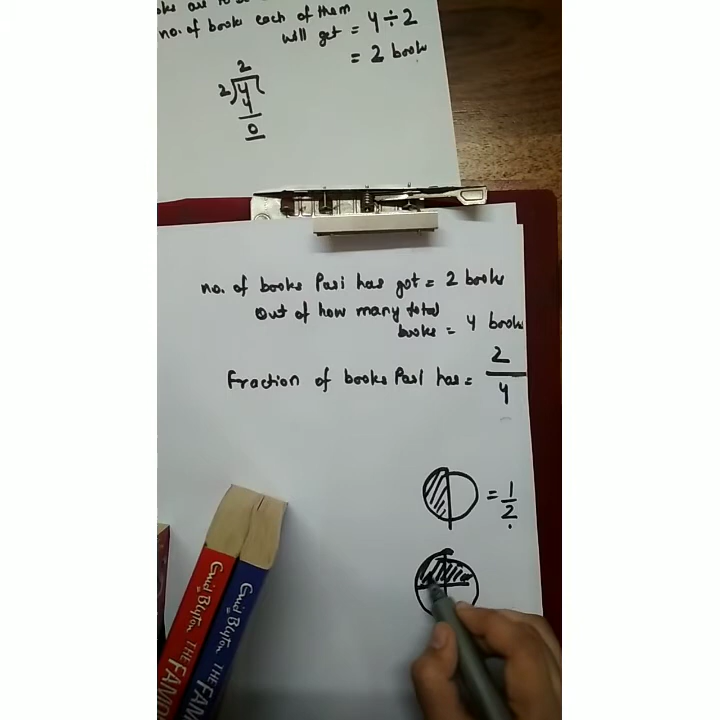 no. of books each of them
will get = 4 ÷ 2
= 2 books
2
2 4
4
0
no. of books Pari has got = 2 books
Out of how many total
books = 4 books
Fraction of books Pari has = 2/4
= 1/2
Enid Blyton THE
Enid Blyton THE